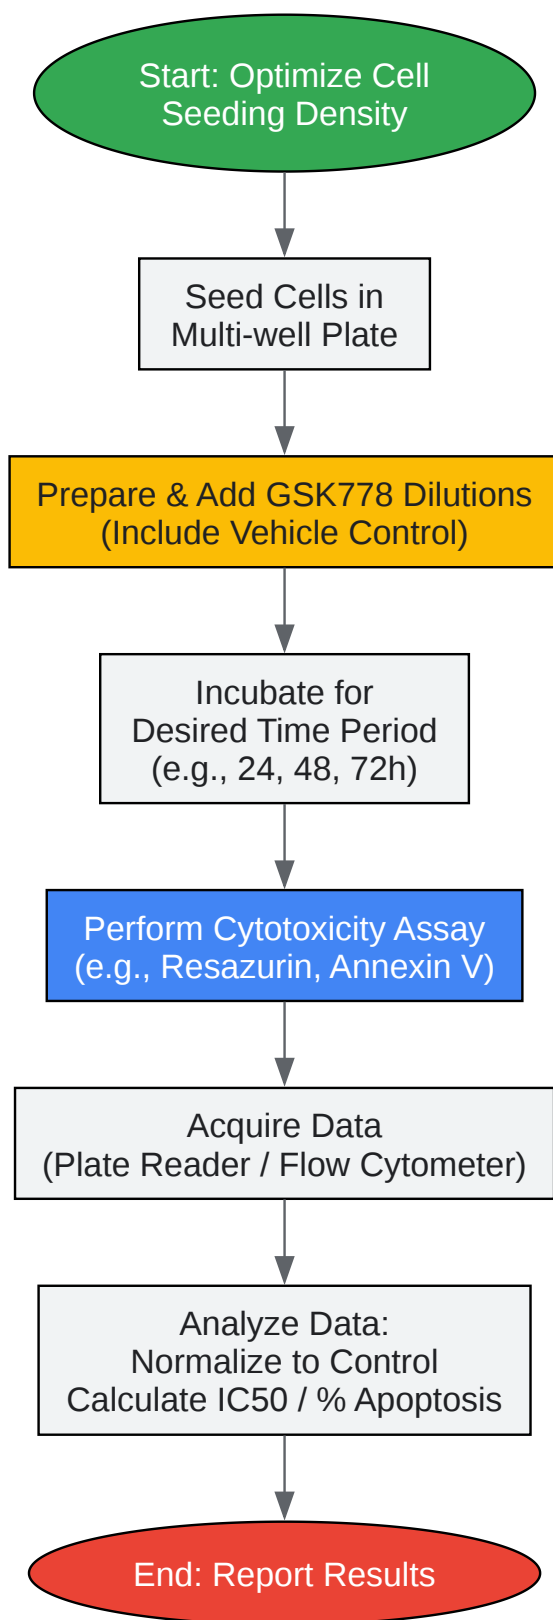 Start: Optimize Cell
Seeding Density
Seed Cells in
Multi-well Plate
Prepare & Add GSK778 Dilutions
(Include Vehicle Control)
Incubate for
Desired Time Period
(e.g., 24, 48, 72h)
Perform Cytotoxicity Assay
(e.g., Resazurin, Annexin V)
Acquire Data
(Plate Reader / Flow Cytometer)
Analyze Data:
Normalize to Control
Calculate IC50 / % Apoptosis
End: Report Results